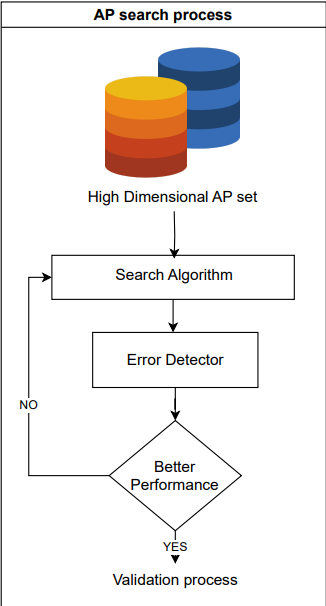 AP search process
High Dimensional AP set
Search Algorithm
Error Detector
NO
Better
Performance
YES
Validation process